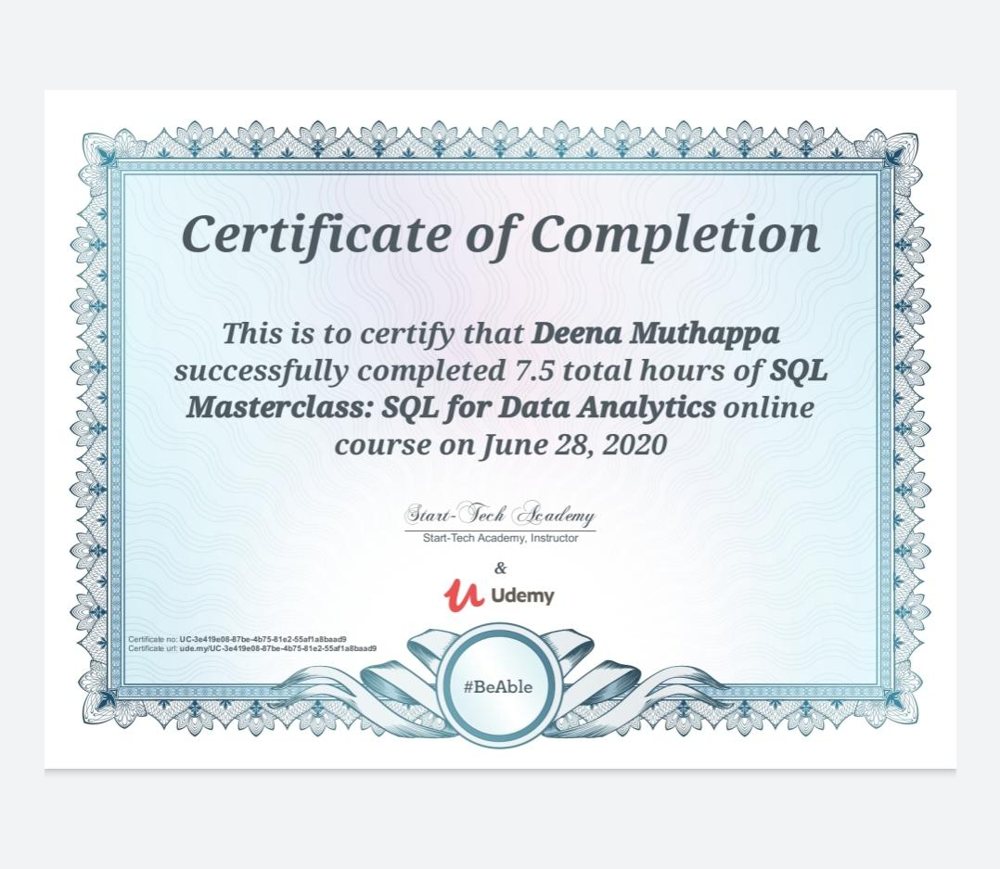 Certificate of Completion
This is to certify that Deena Muthappa
successfully completed 7.5 total hours of SQL
Masterclass: SQL for Data Analytics online
course on June 28, 2020
Start-Tech Academy
Start-Tech Academy, Instructor
&
Udemy
Certificate no: UC-3e419e08-87be-4b75-81e2-55af1a8baad9
Certificate url: ude.my/UC-3e419e08-87be-4b75-81e2-55af1a8baad9
#BeAble